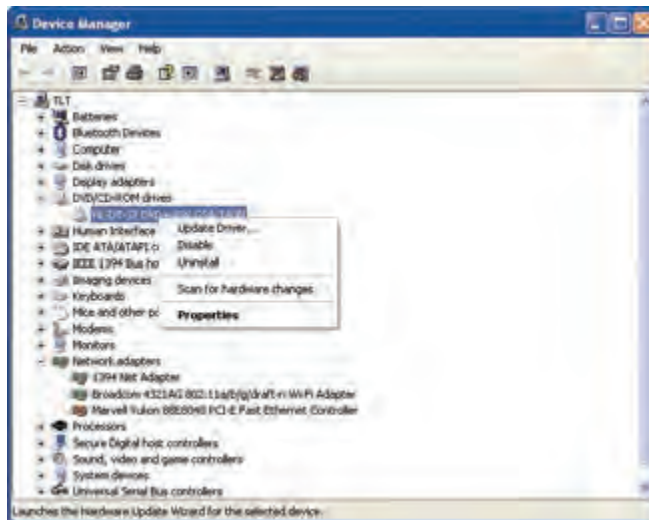 Device Manager
File Action View Help
TLT
Batteries
Bluetooth Devices
Computer
Disk drives
Display adapters
DVD/CD-ROM drives
Update Driver...
Human Interface
Disable
IDE ATA/ATAPI c
Uninstall
IEEE 1394 Bus ho
Imaging devices
Scan for hardware changes
Keyboards
Mice and other po
Properties
Modems
Monitors
Network adapters
1394 Net Adapter
Broadcom 4321AG 802.11a/b/g/draft-n Wi-Fi Adapter
Marvell Yukon 88E8040 PCI-E Fast Ethernet Controller
Processors
Secure Digital host controllers
Sound, video and game controllers
System devices
Universal Serial Bus controllers
Launches the Hardware Update Wizard for the selected device.